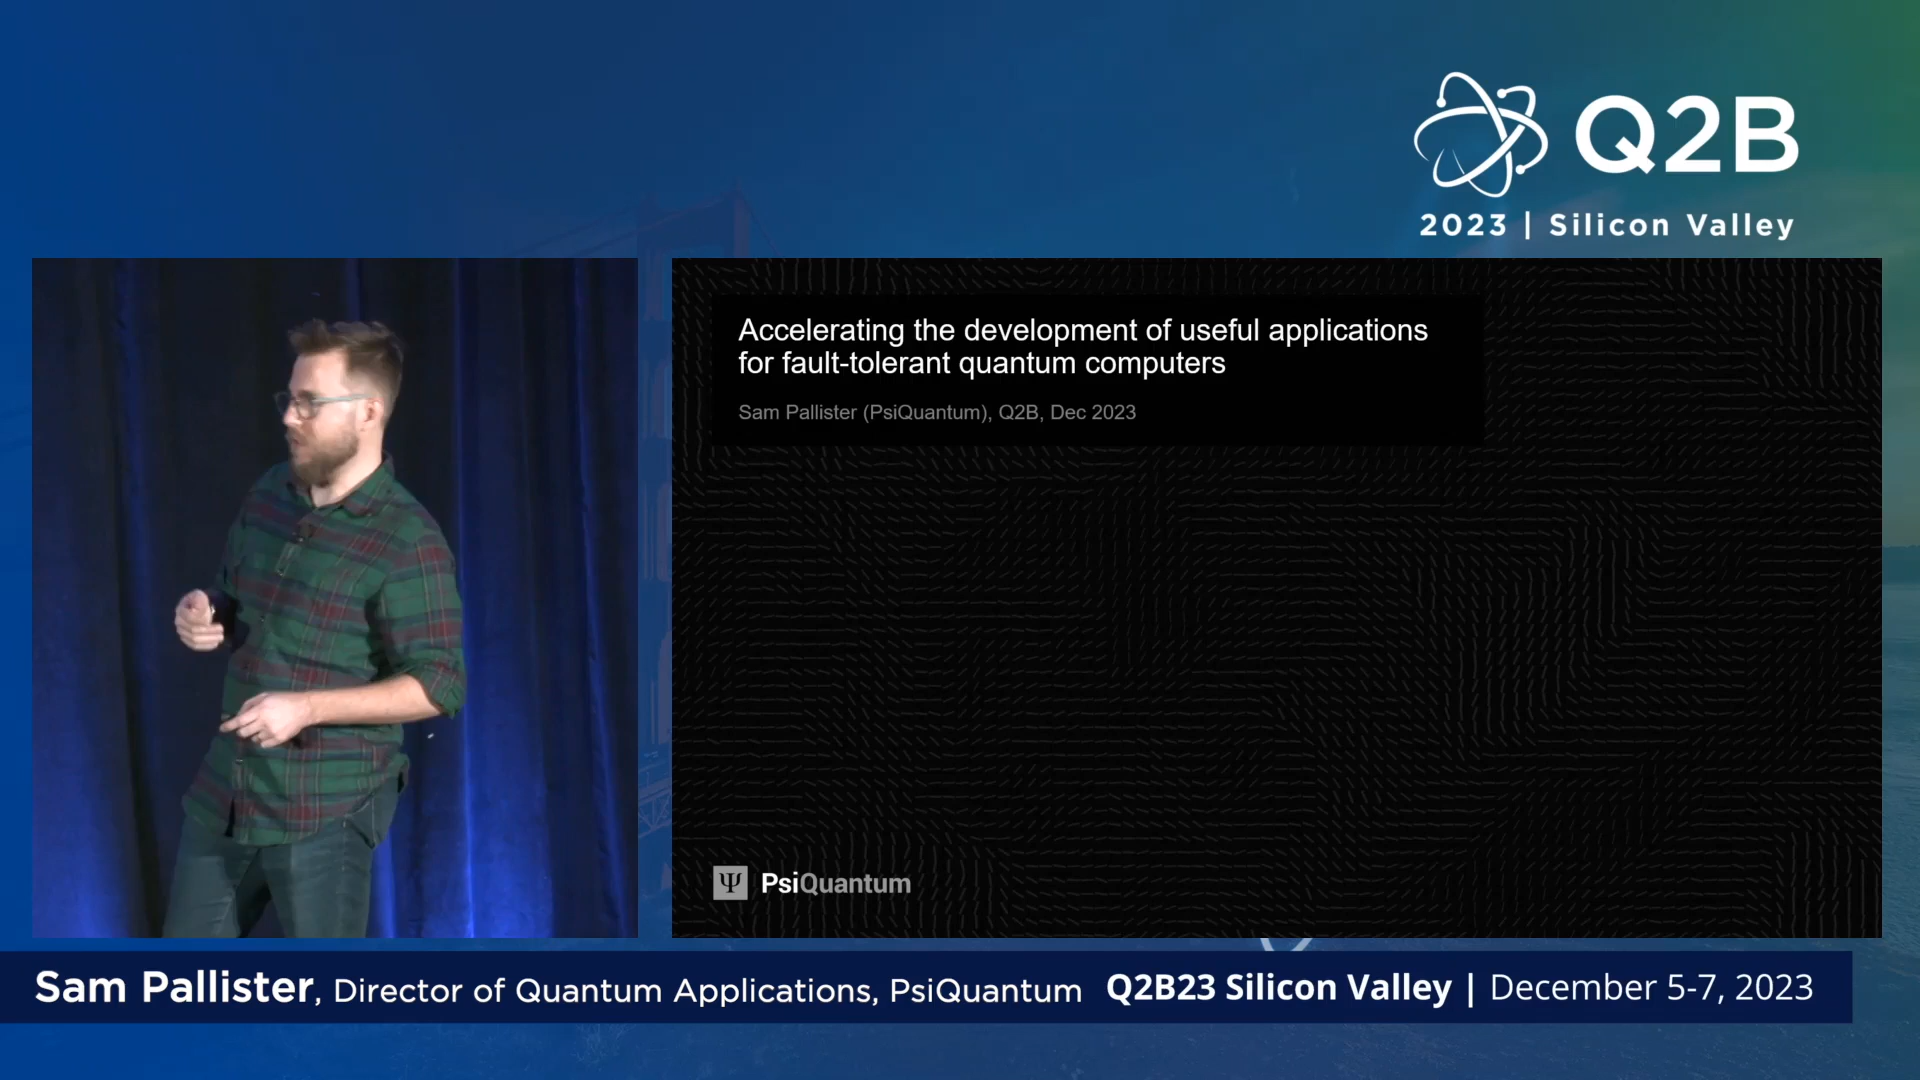 Q2B
2023 | Silicon Valley
Accelerating the development of useful applications
for fault-tolerant quantum computers
Sam Pallister (PsiQuantum), Q2B, Dec 2023
Ψ PsiQuantum
Sam Pallister, Director of Quantum Applications, PsiQuantum Q2B23 Silicon Valley | December 5-7, 2023